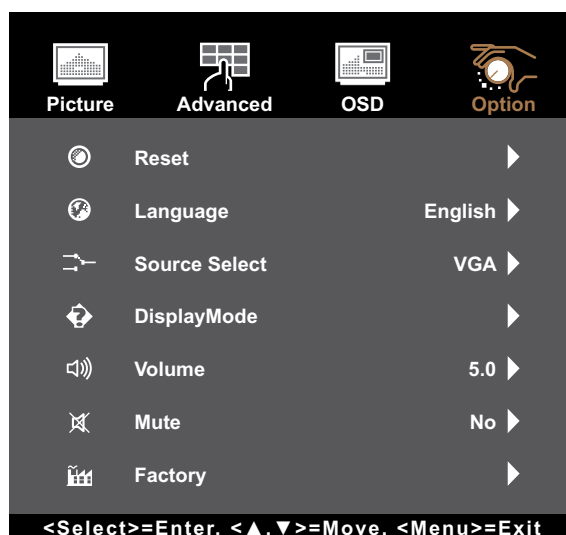 Picture Advanced OSD Option
Reset
Language English
Source Select VGA
DisplayMode
Volume 5.0
Mute No
Factory
<Select>=Enter, <▲,▼>=Move, <Menu>=Exit